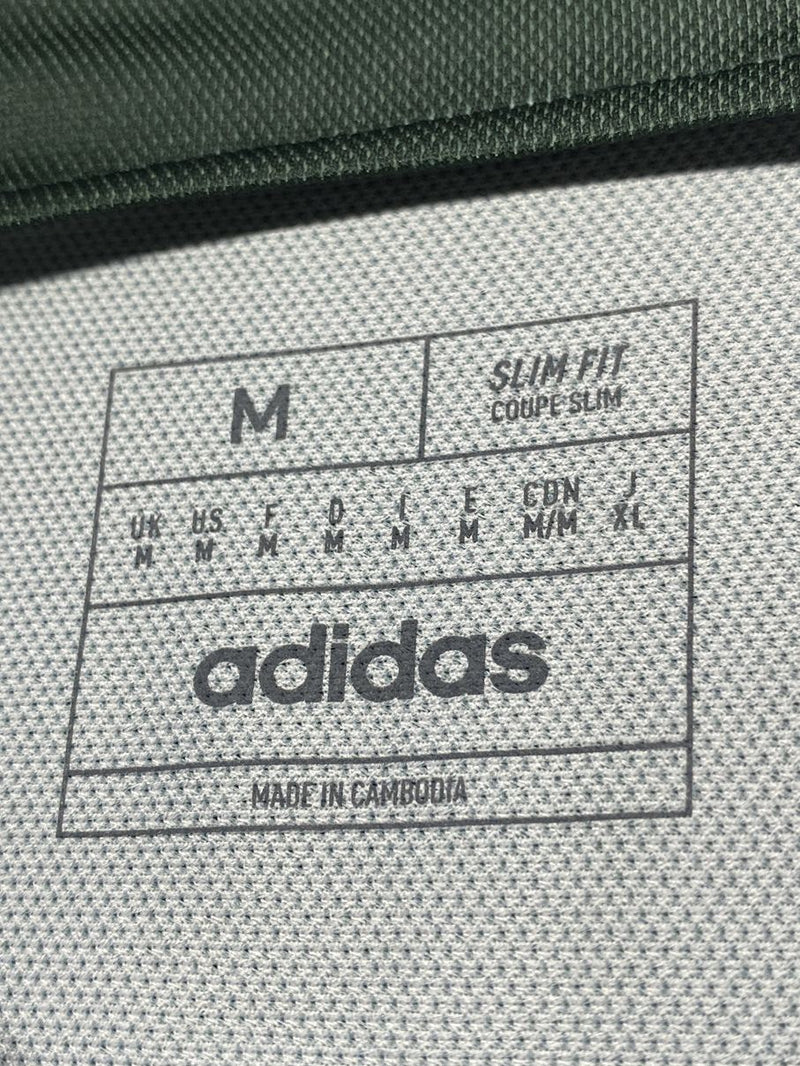 M
SLIM FIT
COUPE SLIM
UK US F D I E CDN J
M M M M M M M/M XL
adidas
MADE IN CAMBODIA